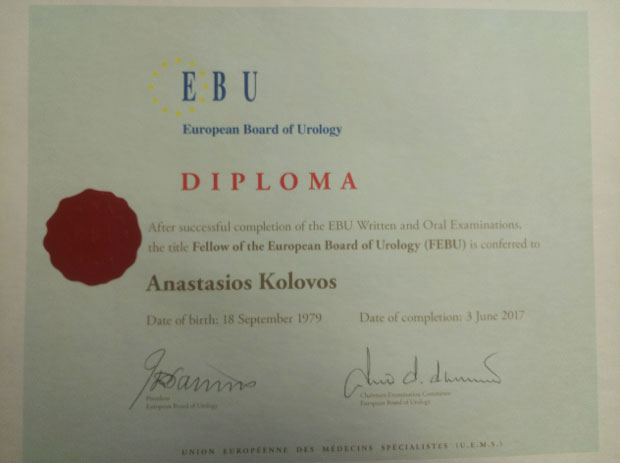 EBU
European Board of Urology
DIPLOMA
After successful completion of the EBU Written and Oral Examinations,
the title Fellow of the European Board of Urology (FEBU) is conferred to
Anastasios Kolovos
Date of birth: 18 September 1979 Date of completion: 3 June 2017
President Chairman Examination Committee
European Board of Urology European Board of Urology
UNION EUROPÉENNE DES MÉDECINS SPÉCIALISTES (U.E.M.S.)